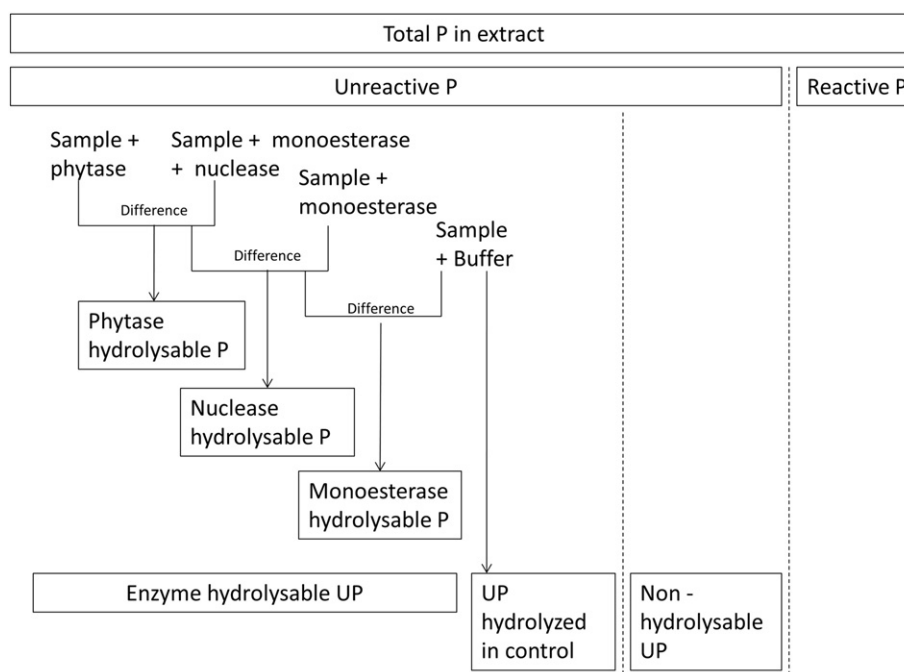 Total P in extract
Unreactive P
Reactive P
Sample +
phytase
Sample + monoesterase
+ nuclease
Sample +
monoesterase
Sample
+ Buffer
Difference
Difference
Difference
Phytase
hydrolysable P
Nuclease
hydrolysable P
Monoesterase
hydrolysable P
Enzyme hydrolysable UP
UP
hydrolyzed
in control
Non -
hydrolysable
UP